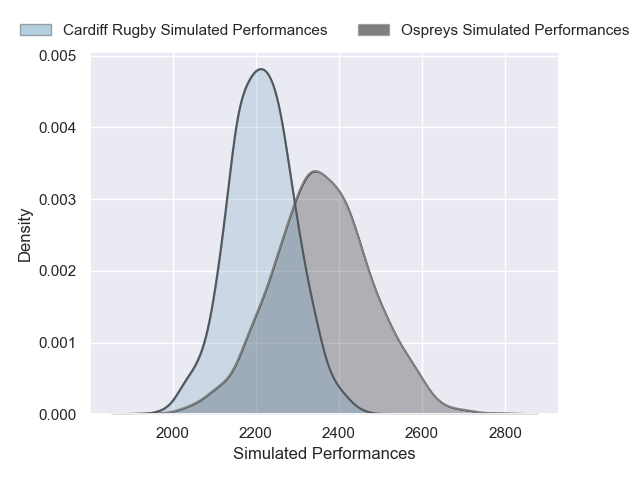 Cardiff Rugby Simulated Performances
Ospreys Simulated Performances
0.005
0.004
0.003
0.002
0.001
0.000
Density
2000
2200
2400
2600
2800
Simulated Performances